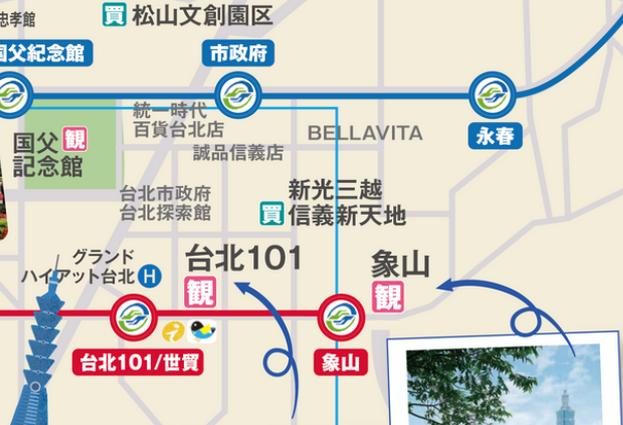 忠孝館
買 松山文創園区
国父紀念館
市政府
統一時代
百貨台北店
BELLAVITA
永春
国父 観
記念館
誠品信義店
台北市政府
台北探索館
新光三越
買 信義新天地
グランド
ハイアット台北 H
台北101
観
象山
観
台北101/世貿
象山